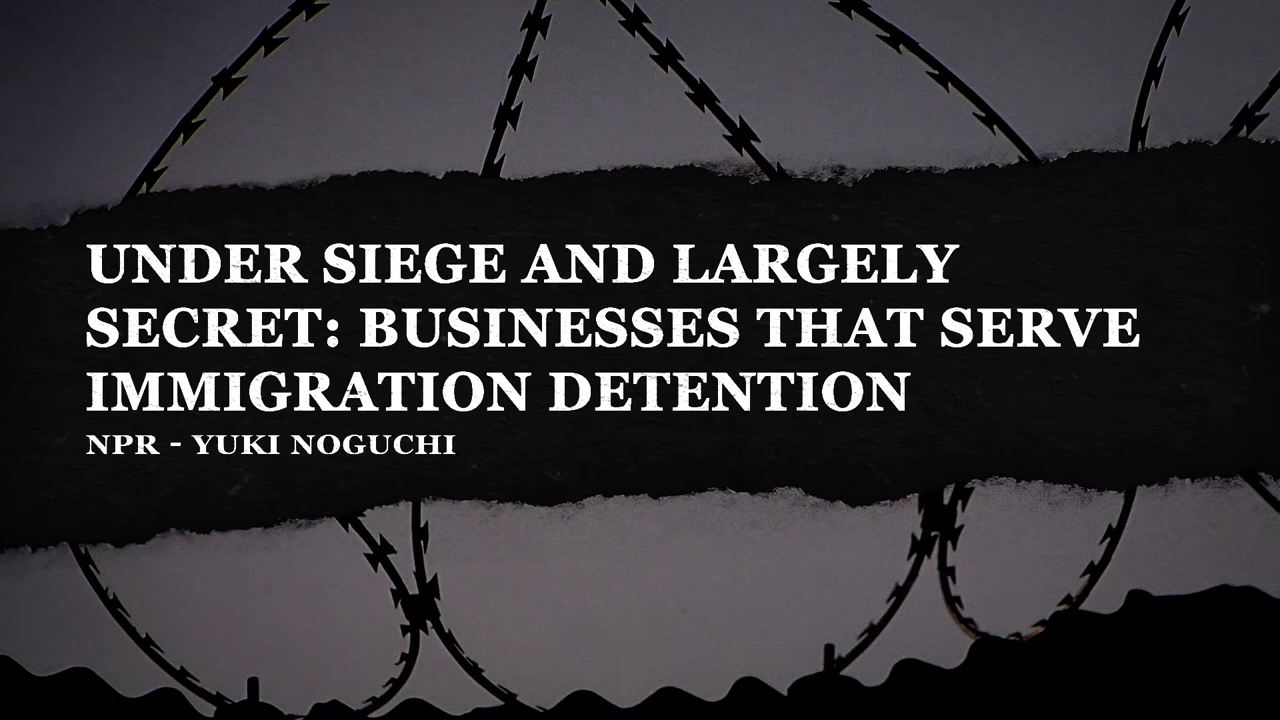 UNDER SIEGE AND LARGELY
SECRET: BUSINESSES THAT SERVE
IMMIGRATION DETENTION
NPR - YUKI NOGUCHI